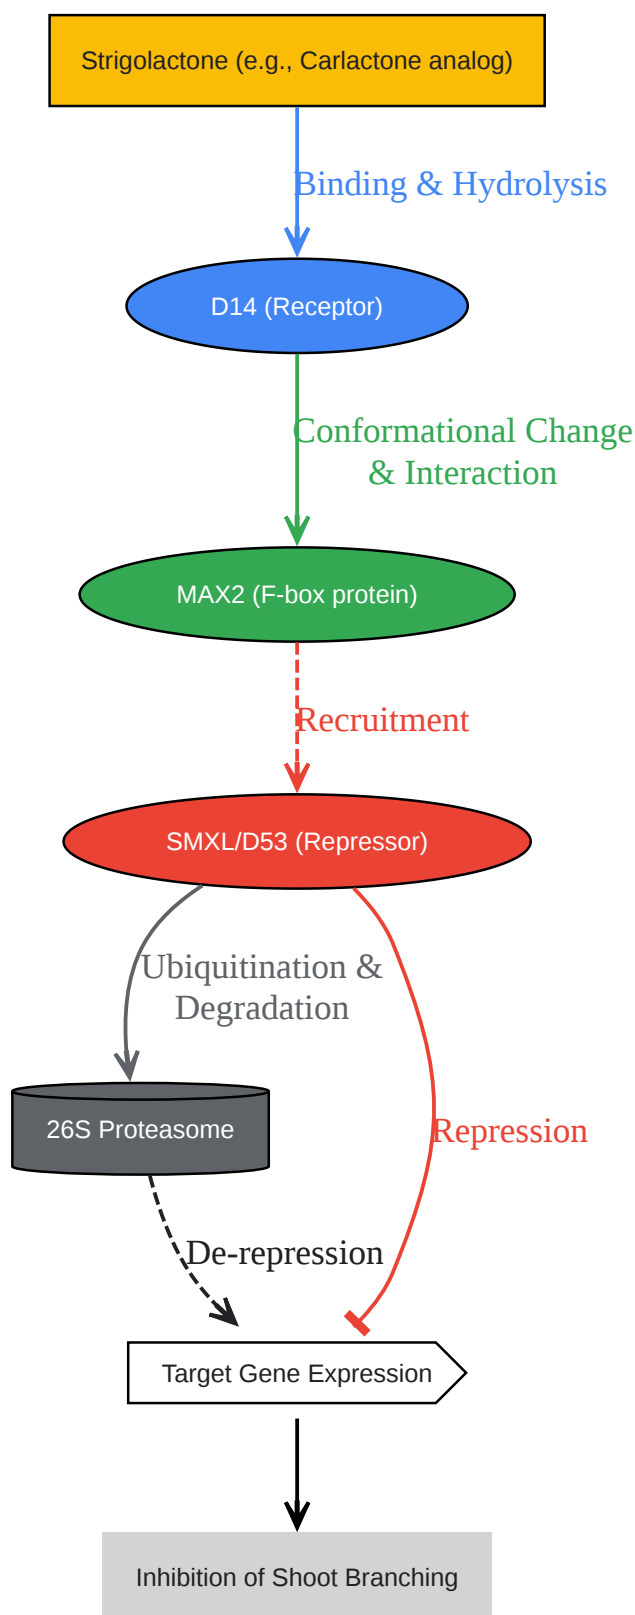 Strigolactone (e.g., Carlactone analog)
Binding & Hydrolysis
D14 (Receptor)
Conformational Change
& Interaction
MAX2 (F-box protein)
Recruitment
SMXL/D53 (Repressor)
Ubiquitination &
Degradation
26S Proteasome
Repression
De-repression
Target Gene Expression
Inhibition of Shoot Branching